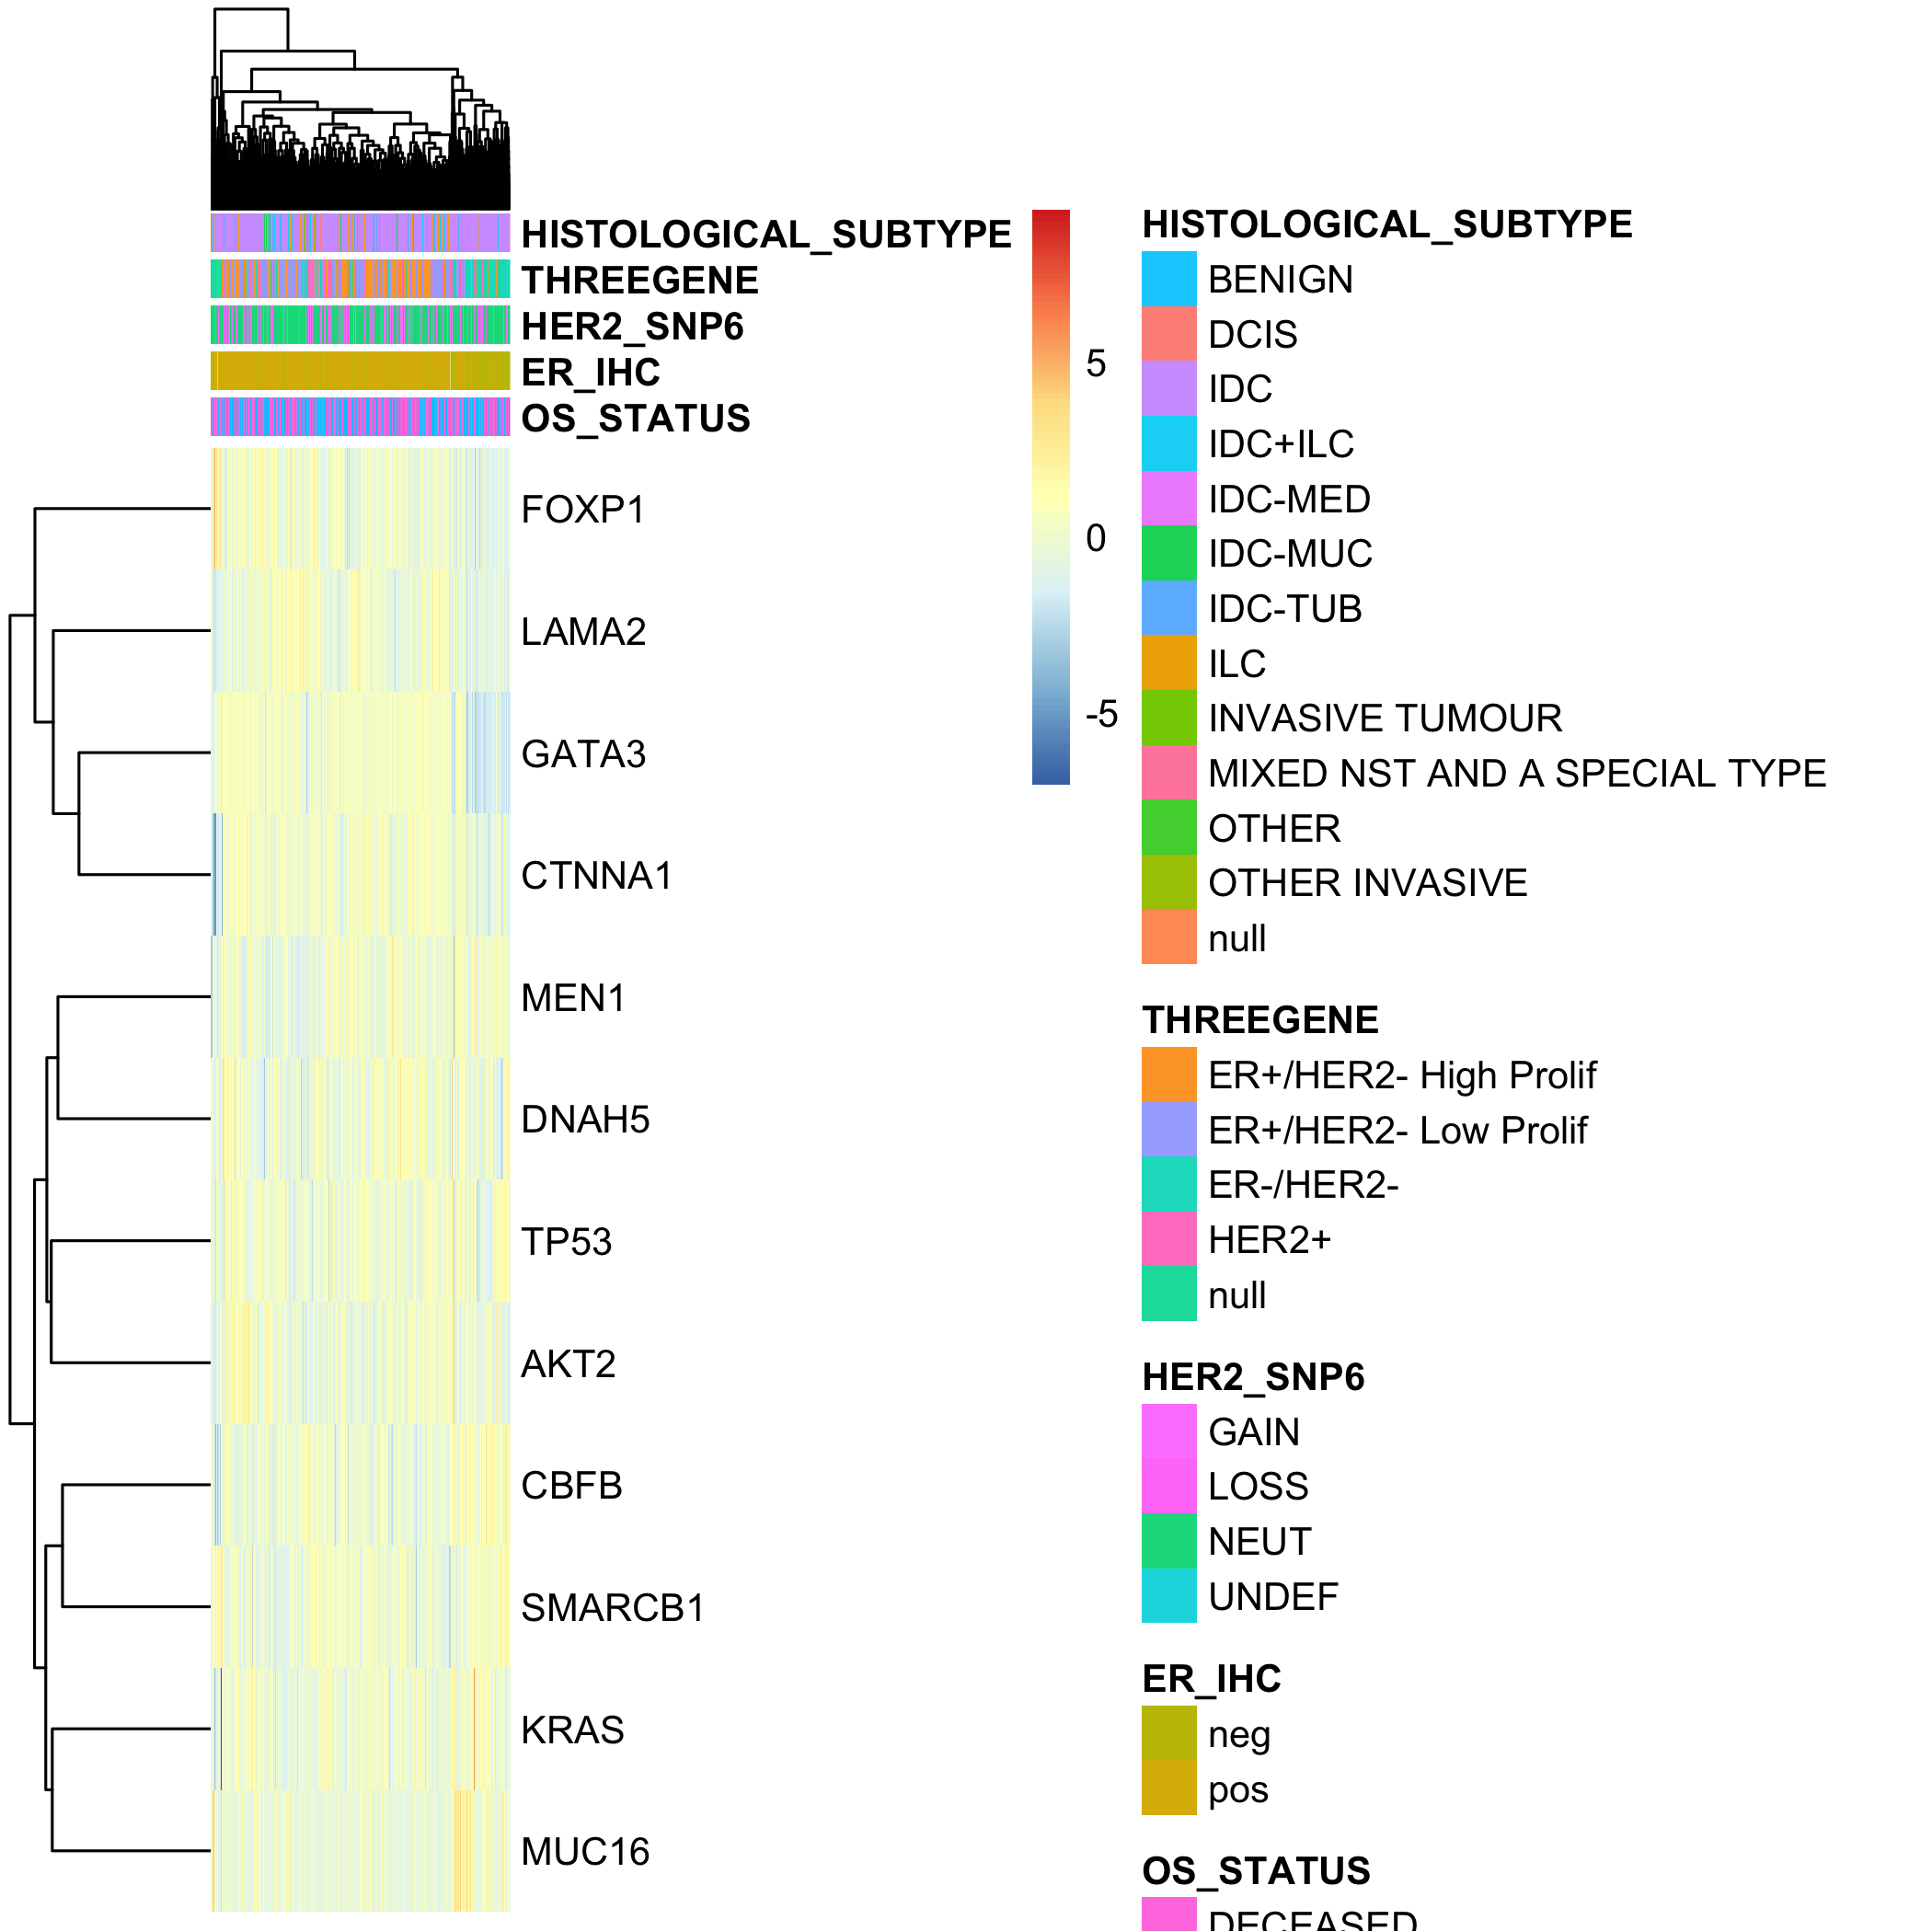 HISTOLOGICAL_SUBTYPE
THREEGENE
HER2_SNP6
ER_IHC
OS_STATUS
FOXP1
LAMA2
GATA3
CTNNA1
MEN1
DNAH5
TP53
AKT2
CBFB
SMARCB1
KRAS
MUC16
5
0
-5
HISTOLOGICAL_SUBTYPE
BENIGN
DCIS
IDC
IDC+ILC
IDC-MED
IDC-MUC
IDC-TUB
ILC
INVASIVE TUMOUR
MIXED NST AND A SPECIAL TYPE
OTHER
OTHER INVASIVE
null
THREEGENE
ER+/HER2- High Prolif
ER+/HER2- Low Prolif
ER-/HER2-
HER2+
null
HER2_SNP6
GAIN
LOSS
NEUT
UNDEF
ER_IHC
neg
pos
OS_STATUS
DECEASED